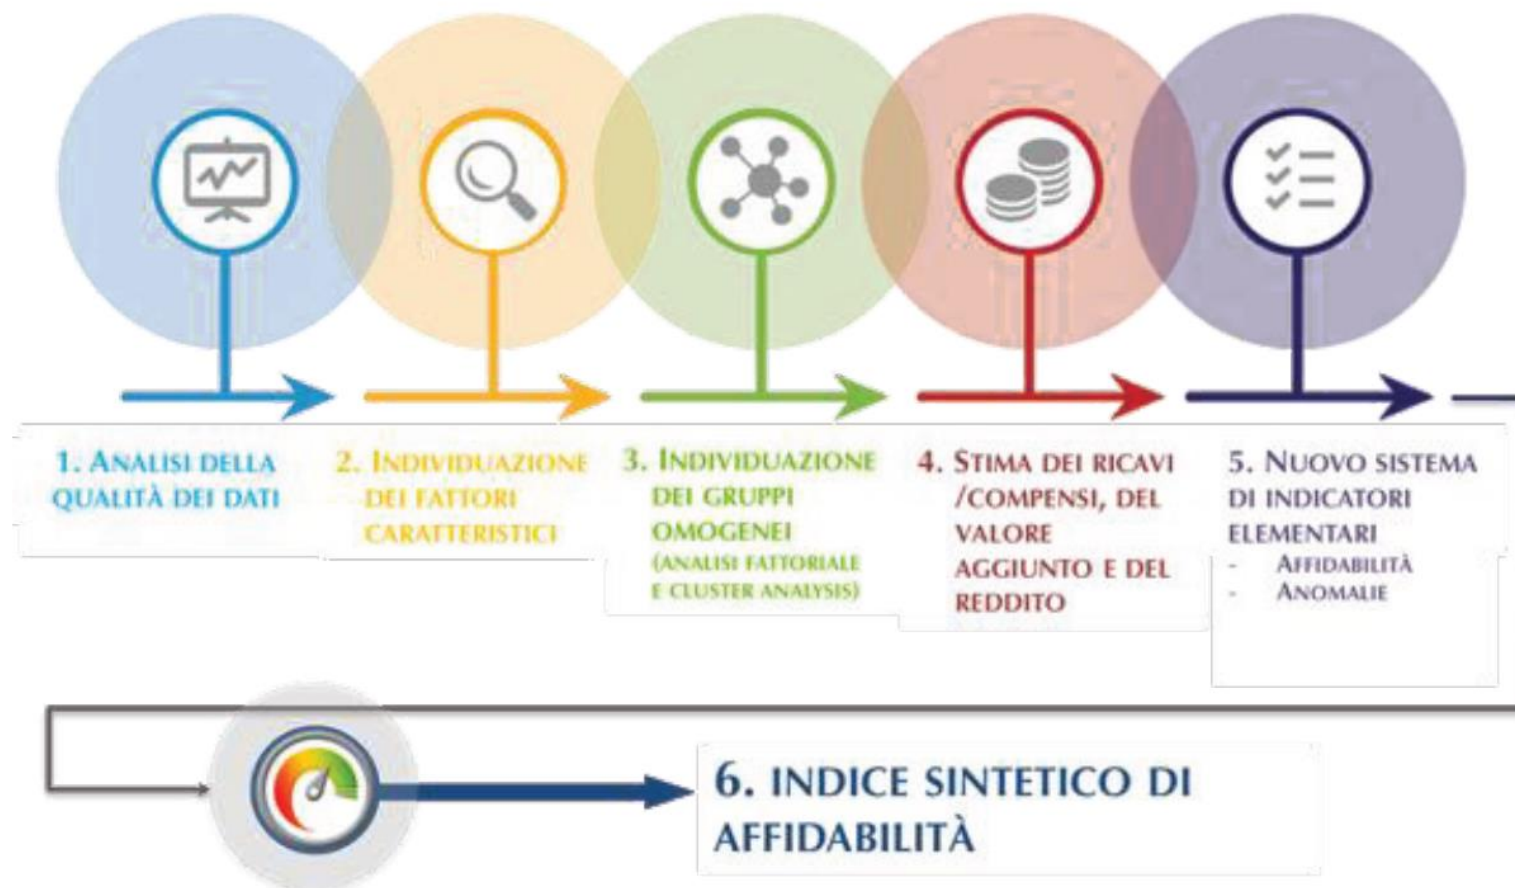 1. ANALISI DELLA
QUALITÀ DEI DATI
2. INDIVIDUAZIONE
DEI FATTORI
CARATTERISTICI
3. INDIVIDUAZIONE
DEI GRUPPI
OMOGENEI
(ANALISI FATTORIALE
E CLUSTER ANALYSIS)
4. STIMA DEI RICAVI
/COMPENSI, DEL
VALORE
AGGIUNTO E DEL
REDDITO
5. NUOVO SISTEMA
DI INDICATORI
ELEMENTARI
- AFFIDABILITÀ
- ANOMALIE
6. INDICE SINTETICO DI
AFFIDABILITÀ